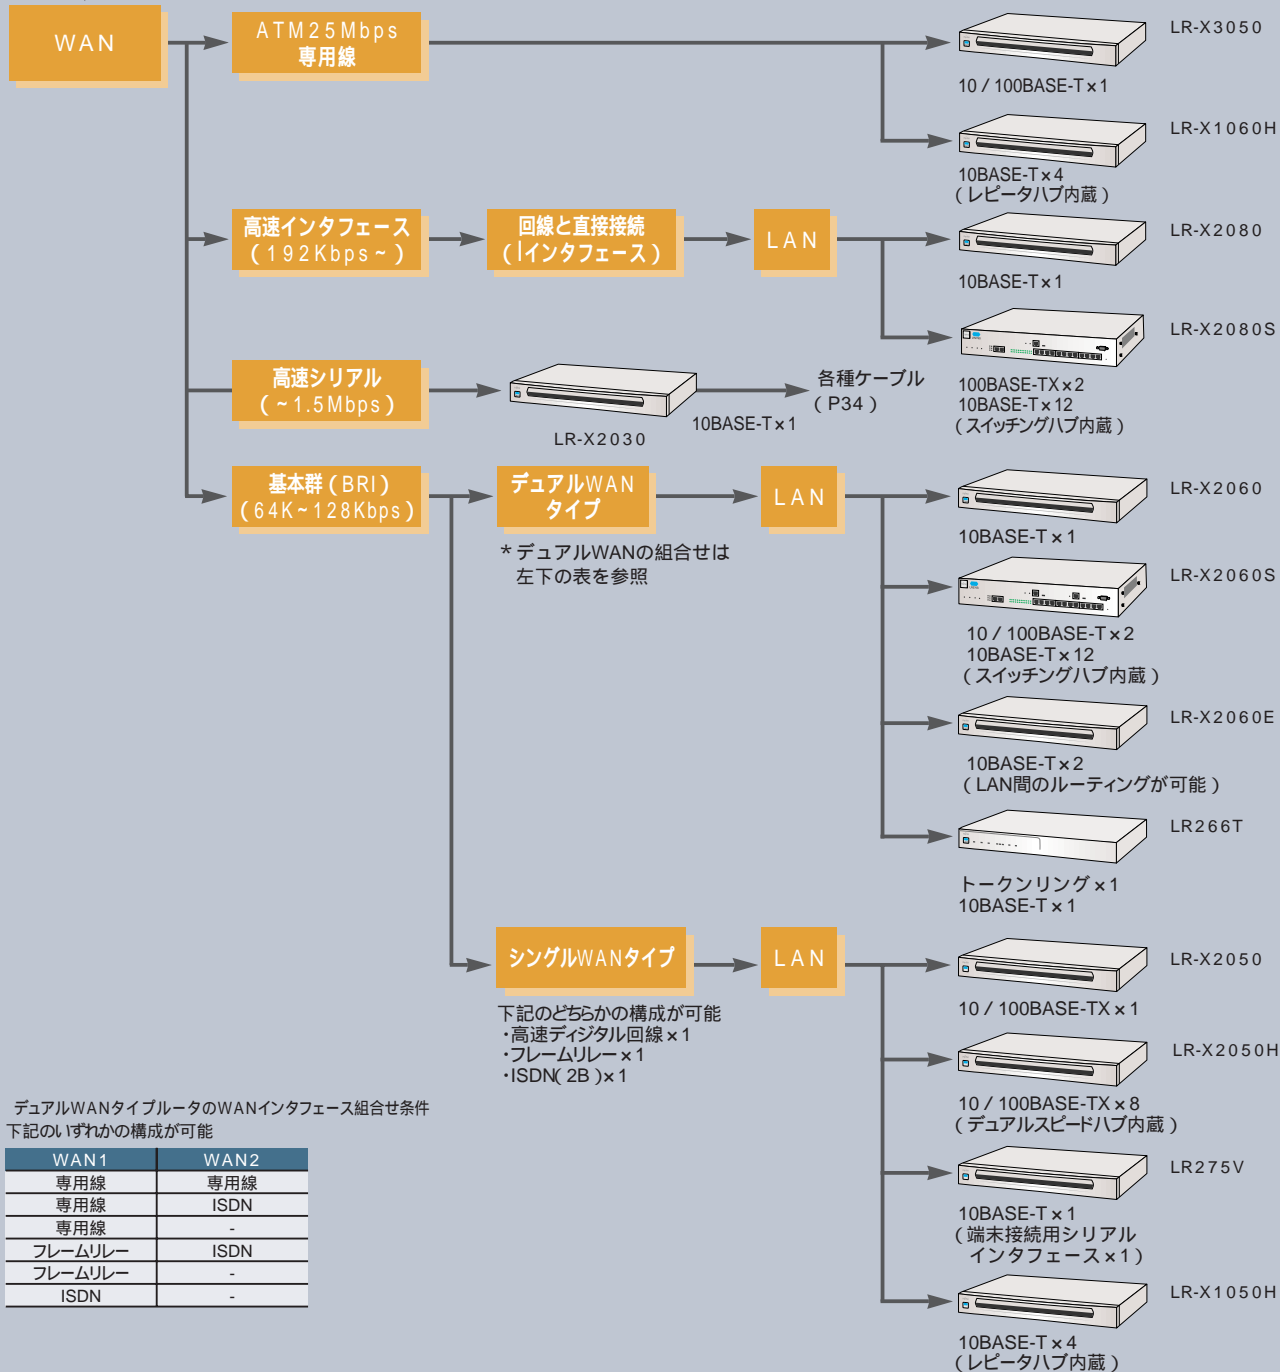 WAN
ATM25Mbps
専用線
LR-X3050
10 / 100BASE-T×1
LR-X1060H
10BASE-T×4
(レピータハブ内蔵)
高速インタフェース
(192Kbps~)
回線と直接接続
(Iインタフェース)
LAN
LR-X2080
10BASE-T×1
LR-X2080S
100BASE-TX×2
10BASE-T×12
(スイッチングハブ内蔵)
高速シリアル
(~1.5Mbps)
LR-X2030
10BASE-T×1
各種ケーブル
(P34)
基本群(BRI)
(64K~128Kbps)
デュアルWAN
タイプ
*デュアルWANの組合せは
左下の表を参照
LAN
LR-X2060
10BASE-T×1
LR-X2060S
10 / 100BASE-T×2
10BASE-T×12
(スイッチングハブ内蔵)
LR-X2060E
10BASE-T×2
(LAN間のルーティングが可能)
LR266T
トークンリング×1
10BASE-T×1
シングルWANタイプ
下記のどちらかの構成が可能
・高速ディジタル回線×1
・フレームリレー×1
・ISDN(2B)×1
LAN
LR-X2050
10 / 100BASE-TX×1
LR-X2050H
10 / 100BASE-TX×8
(デュアルスピードハブ内蔵)
LR275V
10BASE-T×1
(端末接続用シリアル
インタフェース×1)
LR-X1050H
10BASE-T×4
(レピータハブ内蔵)
デュアルWANタイプルータのWANインタフェース組合せ条件
下記のいずれかの構成が可能
WAN1 WAN2
専用線 専用線
専用線 ISDN
専用線 -
フレームリレー ISDN
フレームリレー -
ISDN -